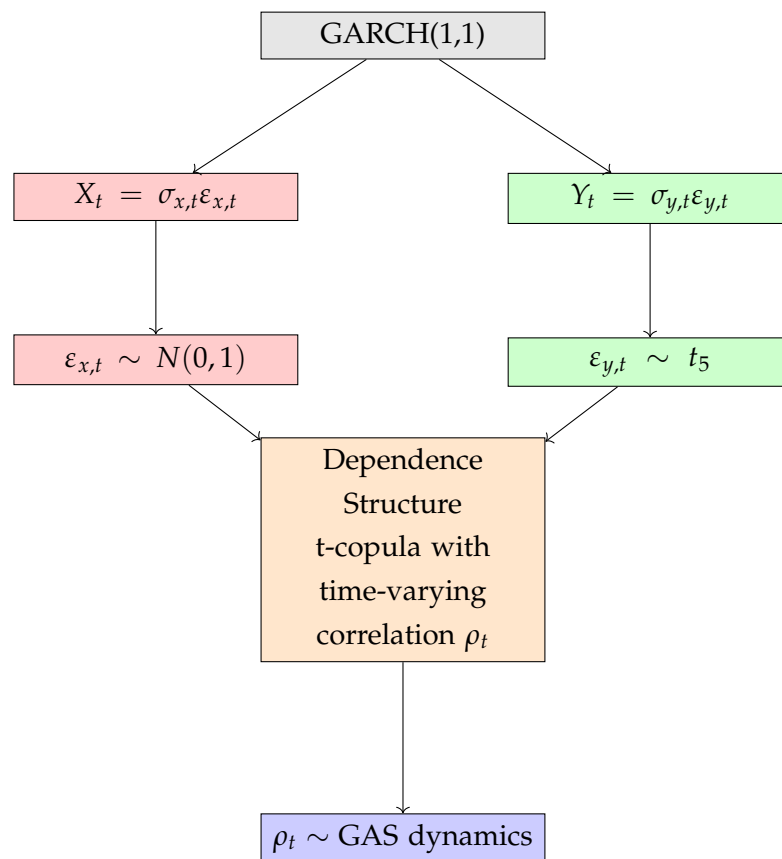 GARCH(1,1)
X_t = σ_{x,t}ε_{x,t}
Y_t = σ_{y,t}ε_{y,t}
ε_{x,t} ∼ N(0, 1)
ε_{y,t} ∼ t_5
Dependence
Structure
t-copula with
time-varying
correlation ρ_t
ρ_t ∼ GAS dynamics